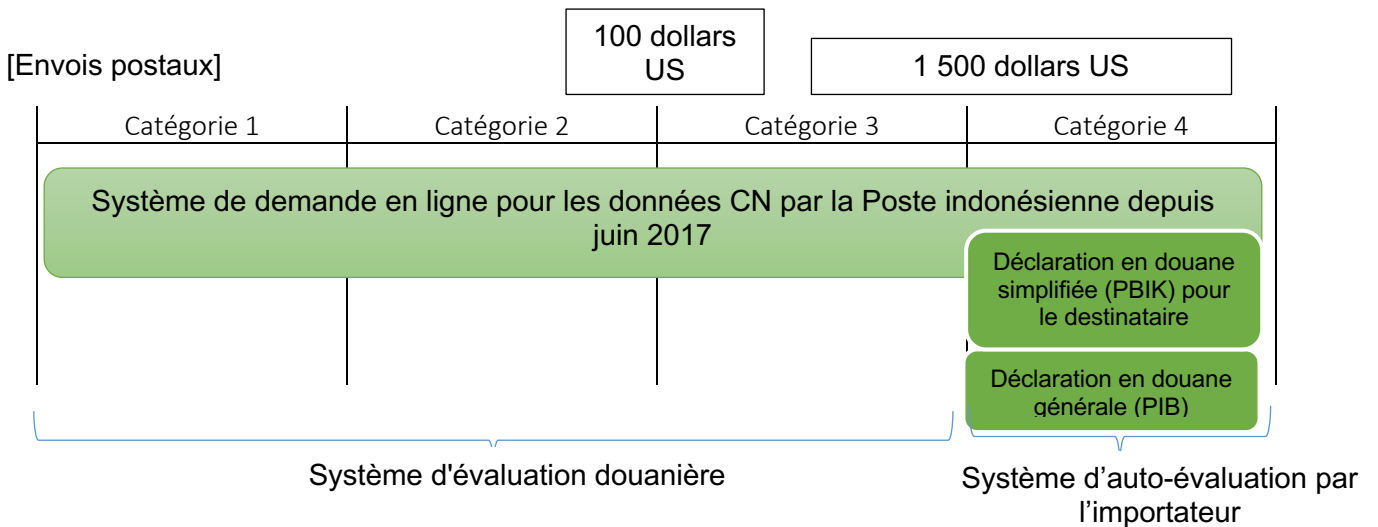 100 dollars
US
[Envois postaux]
1 500 dollars US
Catégorie 1
Catégorie 2
Catégorie 3
Catégorie 4
Système de demande en ligne pour les données CN par la Poste indonésienne depuis
juin 2017
Déclaration en douane
simplifiée (PBIK) pour
le destinataire
Déclaration en douane
générale (PIB)
Système d'évaluation douanière
Système d’auto-évaluation par
l’importateur